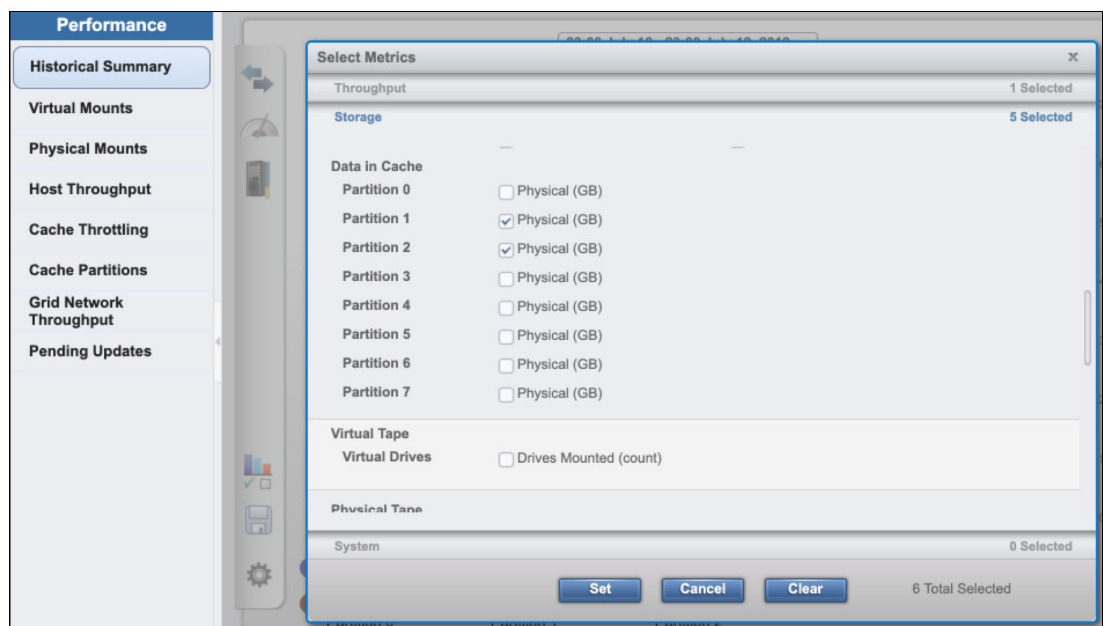 Performance
Historical Summary
Virtual Mounts
Physical Mounts
Host Throughput
Cache Throttling
Cache Partitions
Grid Network
Throughput
Pending Updates
Select Metrics x
Throughput 1 Selected
Storage 5 Selected
Data in Cache
Partition 0 Physical (GB)
Partition 1 Physical (GB)
Partition 2 Physical (GB)
Partition 3 Physical (GB)
Partition 4 Physical (GB)
Partition 5 Physical (GB)
Partition 6 Physical (GB)
Partition 7 Physical (GB)
Virtual Tape
Virtual Drives Drives Mounted (count)
Physical Tape
System 0 Selected
Set Cancel Clear 6 Total Selected